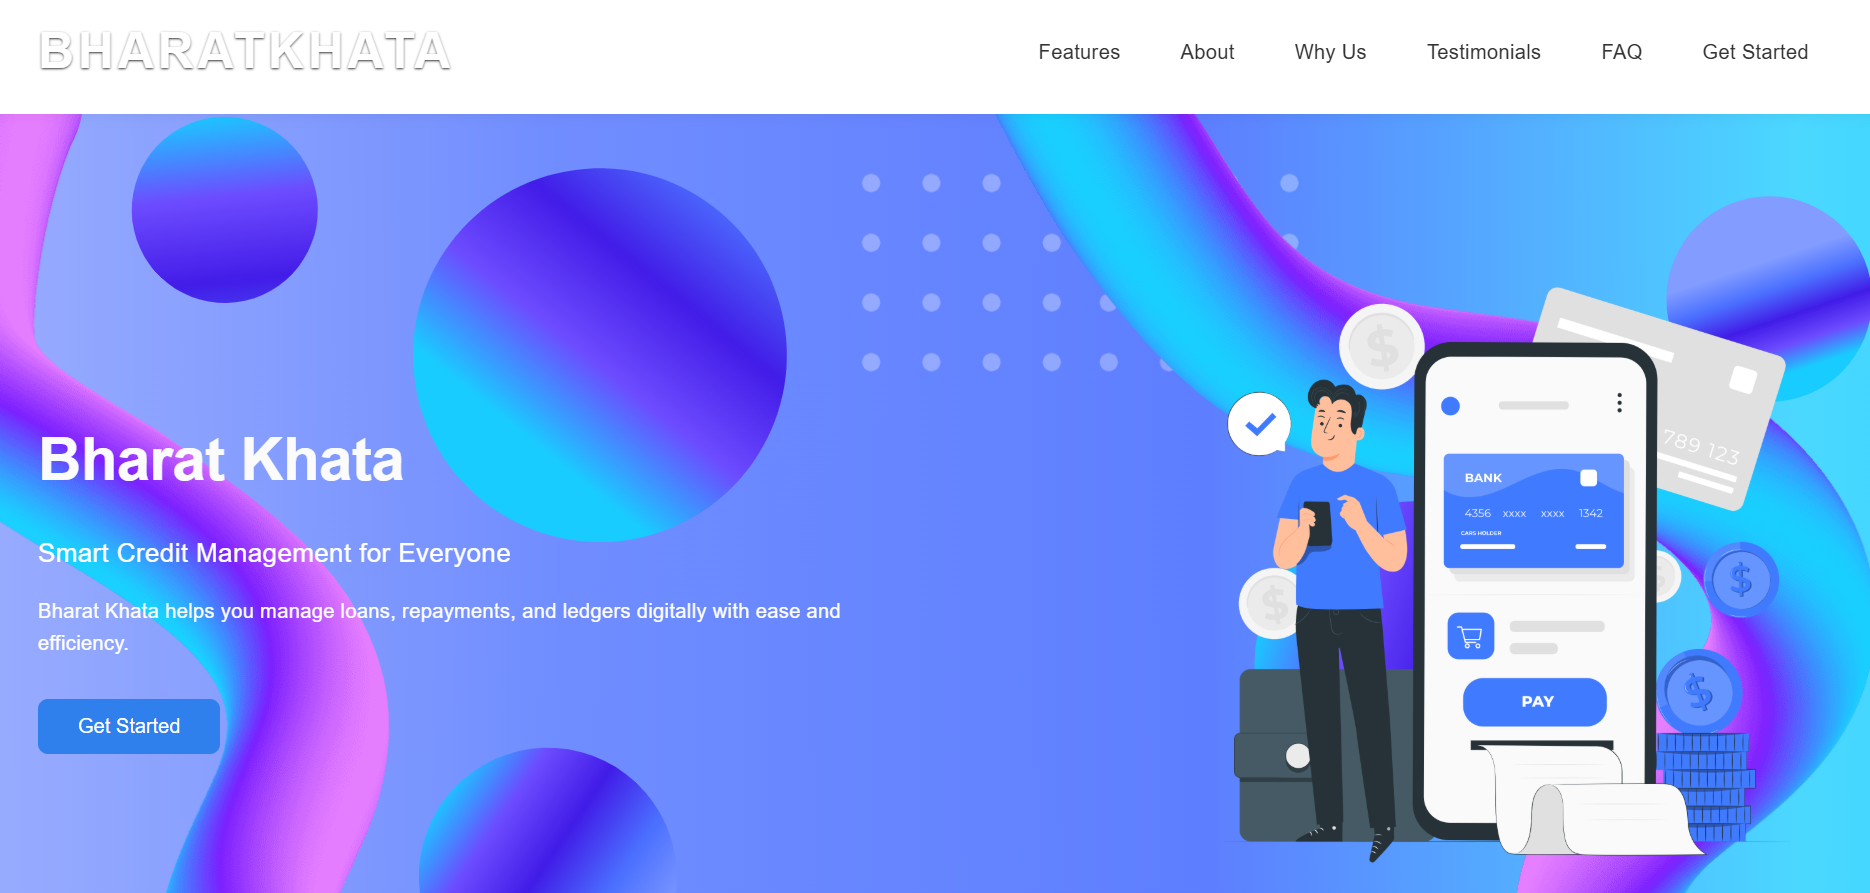 BHARATKHATA
Features About Why Us Testimonials FAQ Get Started
Bharat Khata
Smart Credit Management for Everyone
Bharat Khata helps you manage loans, repayments, and ledgers digitally with ease and
efficiency.
Get Started
789 123
BANK
4356 xxxx xxxx 1342
CARS HOLDER
PAY